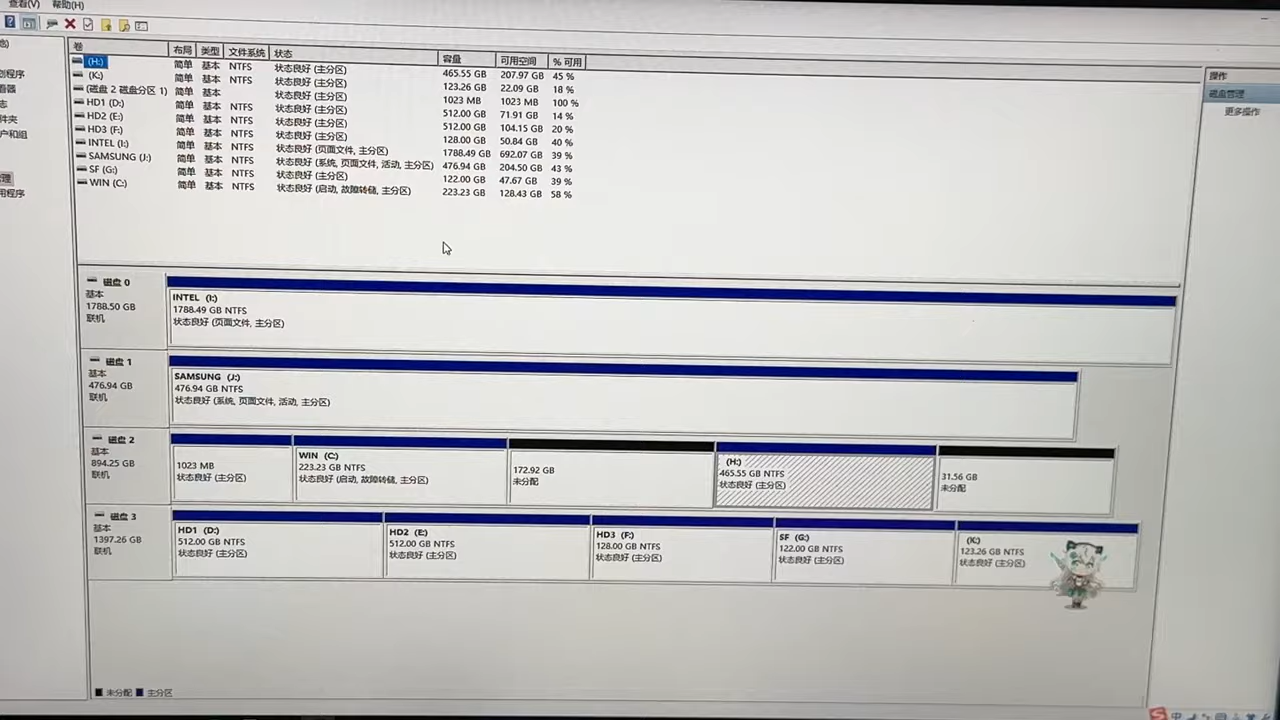 查看(V) 帮助(H)
卷 布局 类型 文件系统 状态 容量 可用空间 % 可用
(H:) 简单 基本 NTFS 状态良好 (主分区) 465.55 GB 207.97 GB 45 %
(K:) 简单 基本 NTFS 状态良好 (主分区) 123.26 GB 22.09 GB 18 %
(磁盘 2 磁盘分区 1) 简单 基本 状态良好 (主分区) 1023 MB 1023 MB 100 %
HD1 (D:) 简单 基本 NTFS 状态良好 (主分区) 512.00 GB 71.91 GB 14 %
HD2 (E:) 简单 基本 NTFS 状态良好 (主分区) 512.00 GB 104.15 GB 20 %
HD3 (F:) 简单 基本 NTFS 状态良好 (主分区) 128.00 GB 50.84 GB 40 %
INTEL (I:) 简单 基本 NTFS 状态良好 (页面文件, 主分区) 1788.49 GB 692.07 GB 39 %
SAMSUNG (J:) 简单 基本 NTFS 状态良好 (系统, 页面文件, 活动, 主分区) 476.94 GB 204.50 GB 43 %
SF (G:) 简单 基本 NTFS 状态良好 (主分区) 122.00 GB 47.67 GB 39 %
WIN (C:) 简单 基本 NTFS 状态良好 (启动, 故障转储, 主分区) 223.23 GB 128.43 GB 58 %
操作
磁盘管理
更多操作
划程序
看器
志
件夹
户和组
管理
用程序
磁盘 0
基本
1788.50 GB
联机
INTEL (I:)
1788.49 GB NTFS
状态良好 (页面文件, 主分区)
磁盘 1
基本
476.94 GB
联机
SAMSUNG (J:)
476.94 GB NTFS
状态良好 (系统, 页面文件, 活动, 主分区)
磁盘 2
基本
894.25 GB
联机
1023 MB
状态良好 (主分区)
WIN (C:)
223.23 GB NTFS
状态良好 (启动, 故障转储, 主分区)
172.92 GB
未分配
(H:)
465.55 GB NTFS
状态良好 (主分区)
31.56 GB
未分配
磁盘 3
基本
1397.26 GB
联机
HD1 (D:)
512.00 GB NTFS
状态良好 (主分区)
HD2 (E:)
512.00 GB NTFS
状态良好 (主分区)
HD3 (F:)
128.00 GB NTFS
状态良好 (主分区)
SF (G:)
122.00 GB NTFS
状态良好 (主分区)
(K:)
123.26 GB NTFS
状态良好 (主分区)
未分配 主分区
中